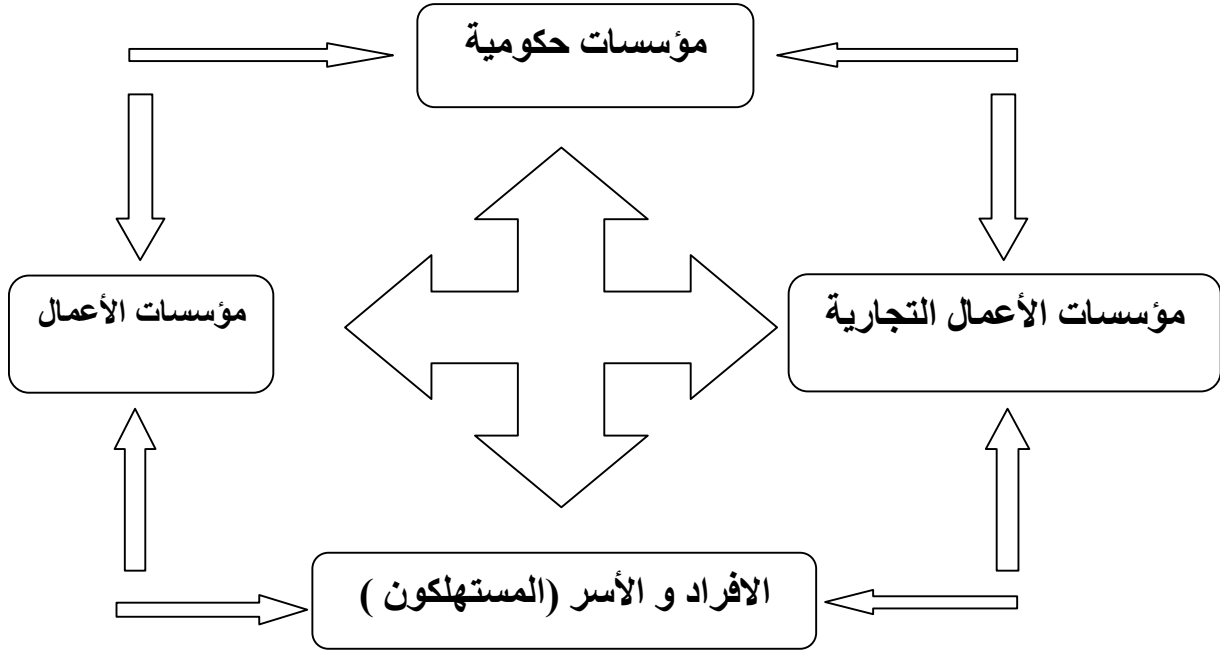 مؤسسات حكومية
مؤسسات الأعمال التجارية
مؤسسات الأعمال
الافراد و الأسر (المستهلكون )